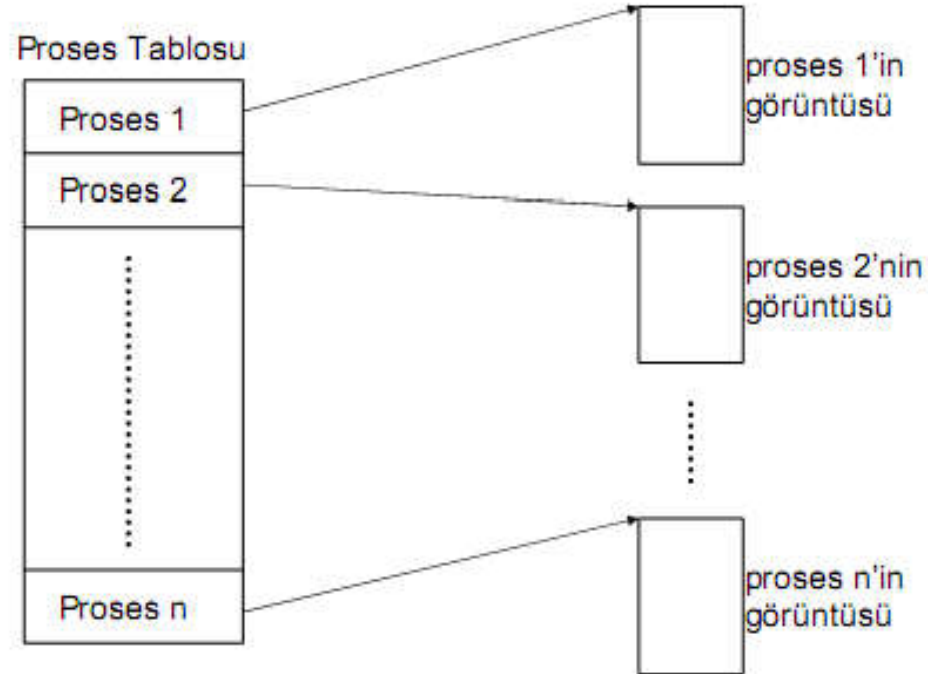 Proses Tablosu
Proses 1
Proses 2
Proses n
proses 1'in
görüntüsü
proses 2'nin
görüntüsü
proses n'in
görüntüsü